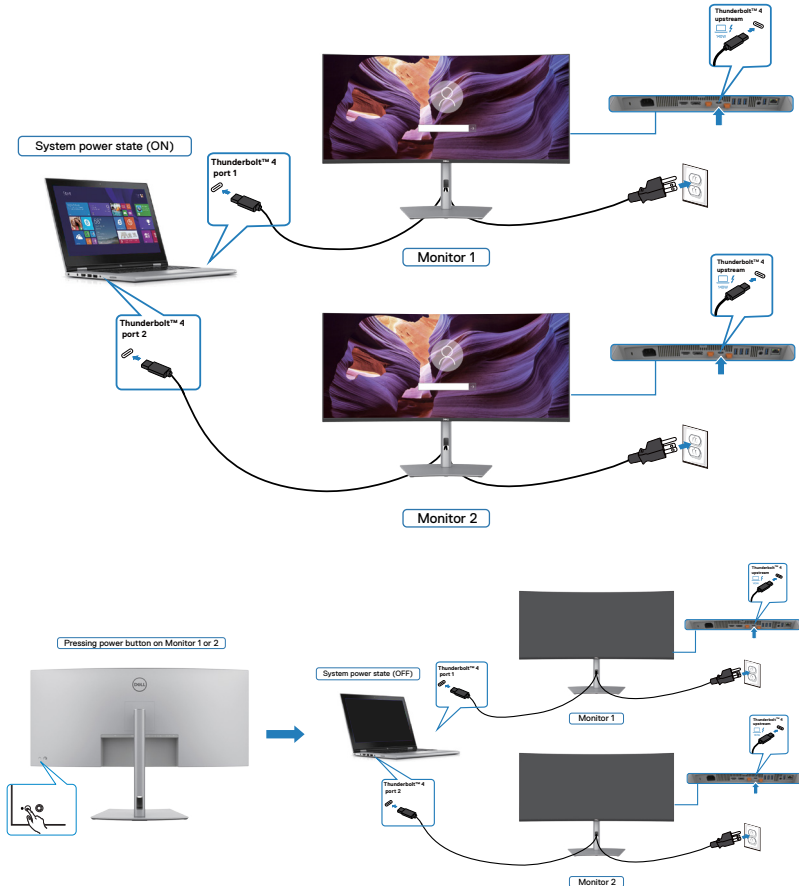 Thunderbolt™ 4
upstream
140W
System power state (ON)
Thunderbolt™ 4
port 1
Monitor 1
Thunderbolt™ 4
upstream
140W
Thunderbolt™ 4
port 2
Monitor 2
Pressing power button on Monitor 1 or 2
DELL
System power state (OFF)
Thunderbolt™ 4
port 1
Thunderbolt™ 4
upstream
Monitor 1
Thunderbolt™ 4
port 2
Thunderbolt™ 4
upstream
Monitor 2